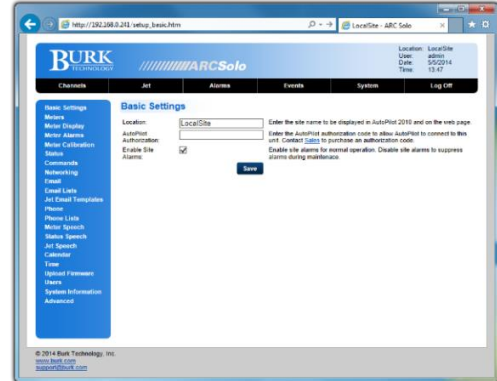 http://192.168.0.241/setup_basic.htm
LocalSite - ARC Solo
BURK
TECHNOLOGY
ARCSolo
Location: LocalSite
User: admin
Date: 5/5/2014
Time: 13:47
Channels Jet Alarms Events System Log Off
Basic Settings
Meters
Meter Display
Meter Alarms
Meter Calibration
Status
Commands
Networking
Email
Email Lists
Jet Email Templates
Phone
Phone Lists
Meter Speech
Status Speech
Jet Speech
Calendar
Time
Upload Firmware
Users
System Information
Advanced
Basic Settings
Location: LocalSite Enter the site name to be displayed in AutoPilot 2010 and on the web page.
AutoPilot Authorization: Enter the AutoPilot authorization code to allow AutoPilot to connect to this
unit. Contact Sales to purchase an authorization code.
Enable Site Alarms: Enable site alarms for normal operation. Disable site alarms to suppress
alarms during maintenance.
Save
© 2014 Burk Technology, Inc.
www.burk.com
support@burk.com